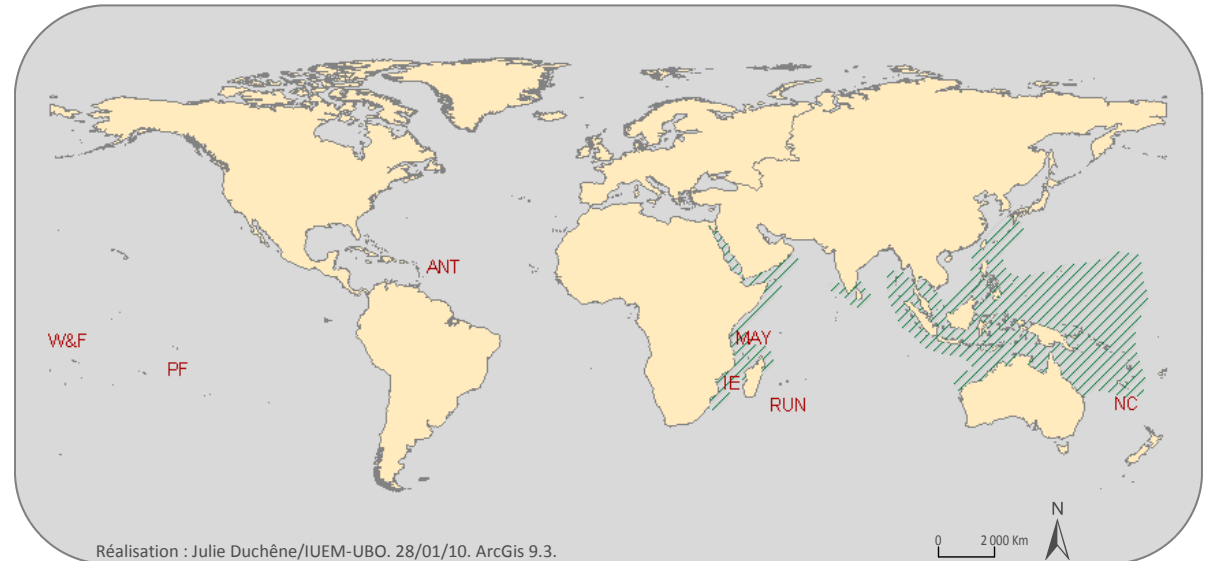 ANT
W&F
MAY
PF
IE
RUN
NC
N
0 2 000 Km
Réalisation : Julie Duchêne/IUEM-UBO. 28/01/10. ArcGis 9.3.